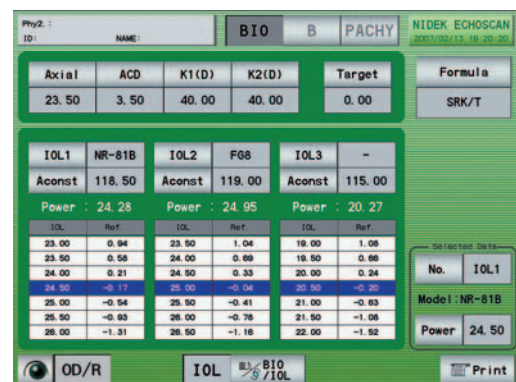 Phy2. :
ID: NAME: BIO B PACHY NIDEK ECHOSCAN
2007/02/13 18 20 20
Axial ACD K1(D) K2(D) Target Formula
23.50 3.50 40.00 40.00 0.00 SRK/T
IOL1 NR-81B IOL2 FG8 IOL3 -
Aconst 118.50 Aconst 119.00 Aconst 115.00
Power : 24.28 Power : 24.95 Power : 20.27
IOL Ref. IOL Ref. IOL Ref.
23.00 0.94 23.50 1.04 19.00 1.06
23.50 0.58 24.00 0.69 19.50 0.66
24.00 0.21 24.50 0.33 20.00 0.24
24.50 -0.17 25.00 -0.04 20.50 -0.20
25.00 -0.54 25.50 -0.41 21.00 -0.63
25.50 -0.93 26.00 -0.78 21.50 -1.08
26.00 -1.31 26.50 -1.16 22.00 -1.52
Selected Data
No. IOL1
Model:NR-81B
Power 24.50
OD/R IOL BIO/IOL Print